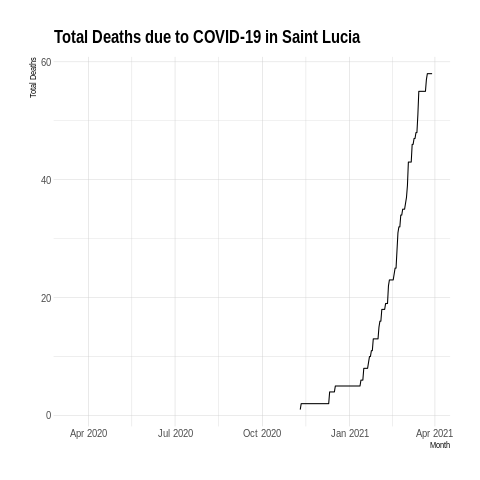 Total Deaths due to COVID-19 in Saint Lucia
Total Deaths
60
40
20
0
Apr 2020 Jul 2020 Oct 2020 Jan 2021 Apr 2021
Month